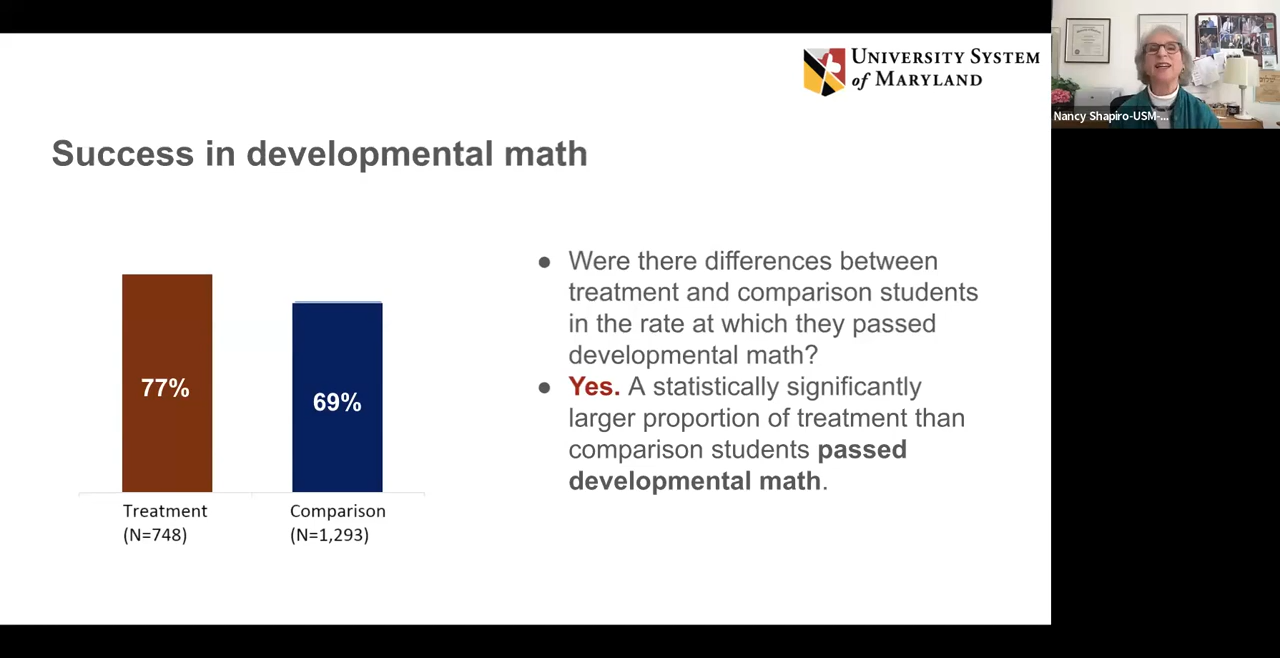 UNIVERSITY SYSTEM
of MARYLAND
Nancy Shapiro-USM-...
Success in developmental math
77%
69%
Treatment
(N=748)
Comparison
(N=1,293)
● Were there differences between
treatment and comparison students
in the rate at which they passed
developmental math?
● Yes. A statistically significantly
larger proportion of treatment than
comparison students passed
developmental math.